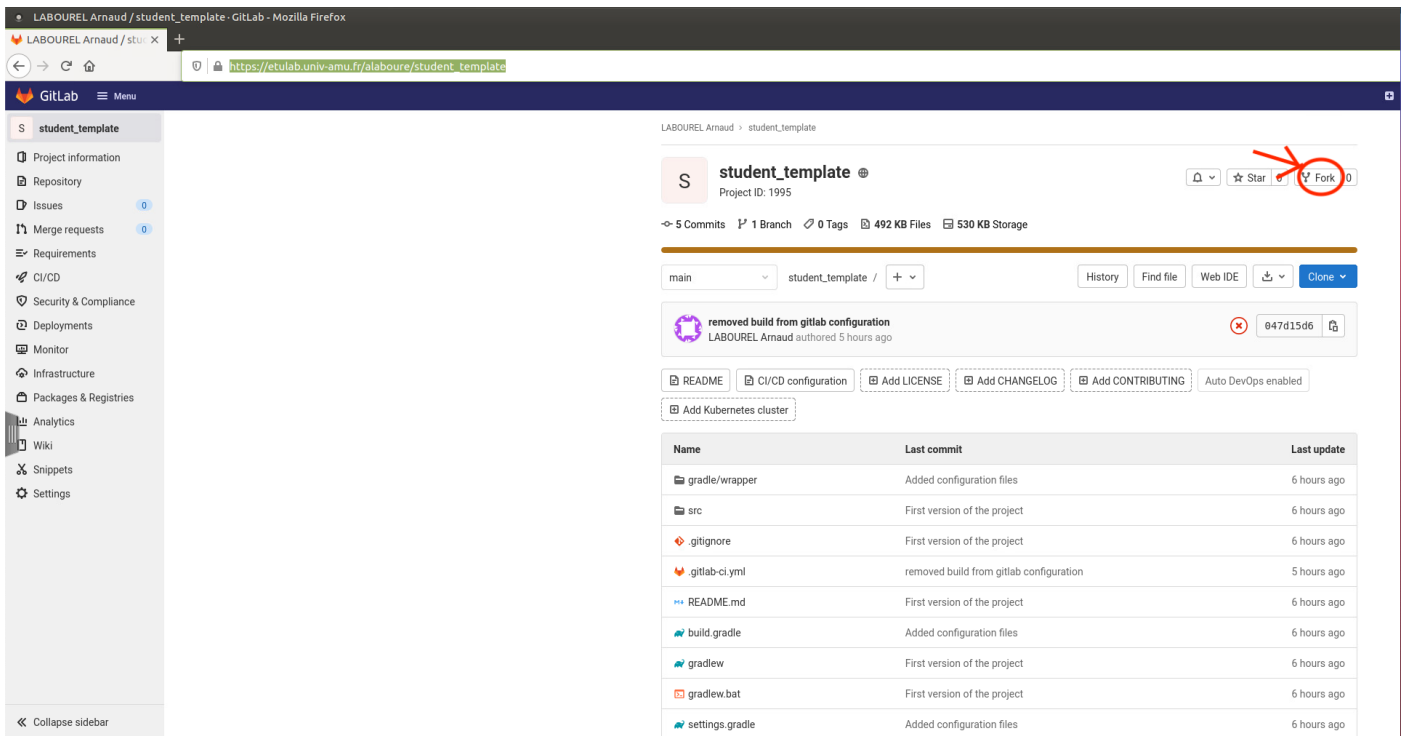 LABOUREL Arnaud / student_template · GitLab - Mozilla Firefox
LABOUREL Arnaud / stu
https://etulab.univ-amu.fr/alaboure/student_template
GitLab Menu
S student_template
Project information
Repository
Issues 0
Merge requests 0
Requirements
CI/CD
Security & Compliance
Deployments
Monitor
Infrastructure
Packages & Registries
Analytics
Wiki
Snippets
Settings
Collapse sidebar
LABOUREL Arnaud > student_template
S
student_template
Project ID: 1995
Star 0 Fork 0
5 Commits 1 Branch 0 Tags 492 KB Files 530 KB Storage
main student_template / + History Find file Web IDE Clone
removed build from gitlab configuration
LABOUREL Arnaud authored 5 hours ago
047d15d6
README CI/CD configuration Add LICENSE Add CHANGELOG Add CONTRIBUTING Auto DevOps enabled
Add Kubernetes cluster
Name Last commit Last update
gradle/wrapper Added configuration files 6 hours ago
src First version of the project 6 hours ago
.gitignore First version of the project 6 hours ago
.gitlab-ci.yml removed build from gitlab configuration 5 hours ago
README.md First version of the project 6 hours ago
build.gradle Added configuration files 6 hours ago
gradlew First version of the project 6 hours ago
gradlew.bat First version of the project 6 hours ago
settings.gradle Added configuration files 6 hours ago